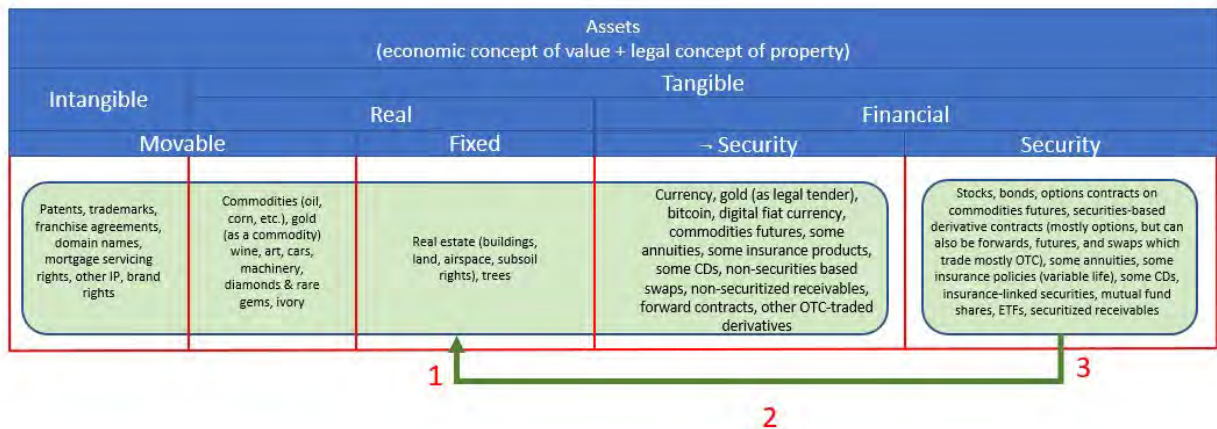 Assets
(economic concept of value + legal concept of property)
Intangible
Tangible
Real
Financial
Movable
Fixed
¬ Security
Security
Patents, trademarks,
franchise agreements,
domain names,
mortgage servicing
rights, other IP, brand
rights
Commodities (oil,
corn, etc.), gold
(as a commodity)
wine, art, cars,
machinery,
diamonds & rare
gems, ivory
Real estate (buildings,
land, airspace, subsoil
rights), trees
Currency, gold (as legal tender),
bitcoin, digital fiat currency,
commodities futures, some
annuities, some insurance products,
some CDs, non-securities based
swaps, non-securitized receivables,
forward contracts, other OTC-traded
derivatives
Stocks, bonds, options contracts on
commodities futures, securities-based
derivative contracts (mostly options, but can
also be forwards, futures, and swaps which
trade mostly OTC), some annuities, some
insurance policies (variable life), some CDs,
insurance-linked securities, mutual fund
shares, ETFs, securitized receivables
1
3
2